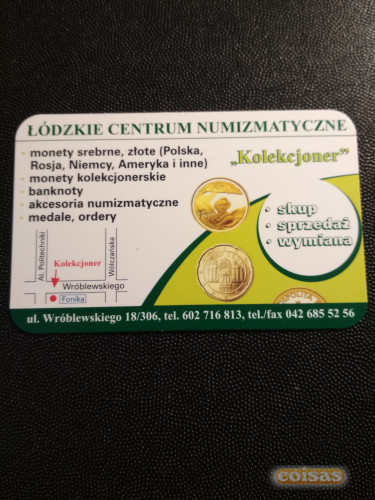 ŁÓDZKIE CENTRUM NUMIZMATYCZNE
„Kolekcjoner”
- monety srebrne, złote (Polska,
Rosja, Niemcy, Ameryka i inne)
- monety kolekcjonerskie
- banknoty
- akcesoria numizmatyczne
- medale, ordery
• skup
• sprzedaż
• wymiana
Al. Politechniki
Kolekcjoner
Wólczańska
Wróblewskiego
Fonika
ul. Wróblewskiego 18/306, tel. 602 716 813, tel./fax 042 685 52 56
coisas